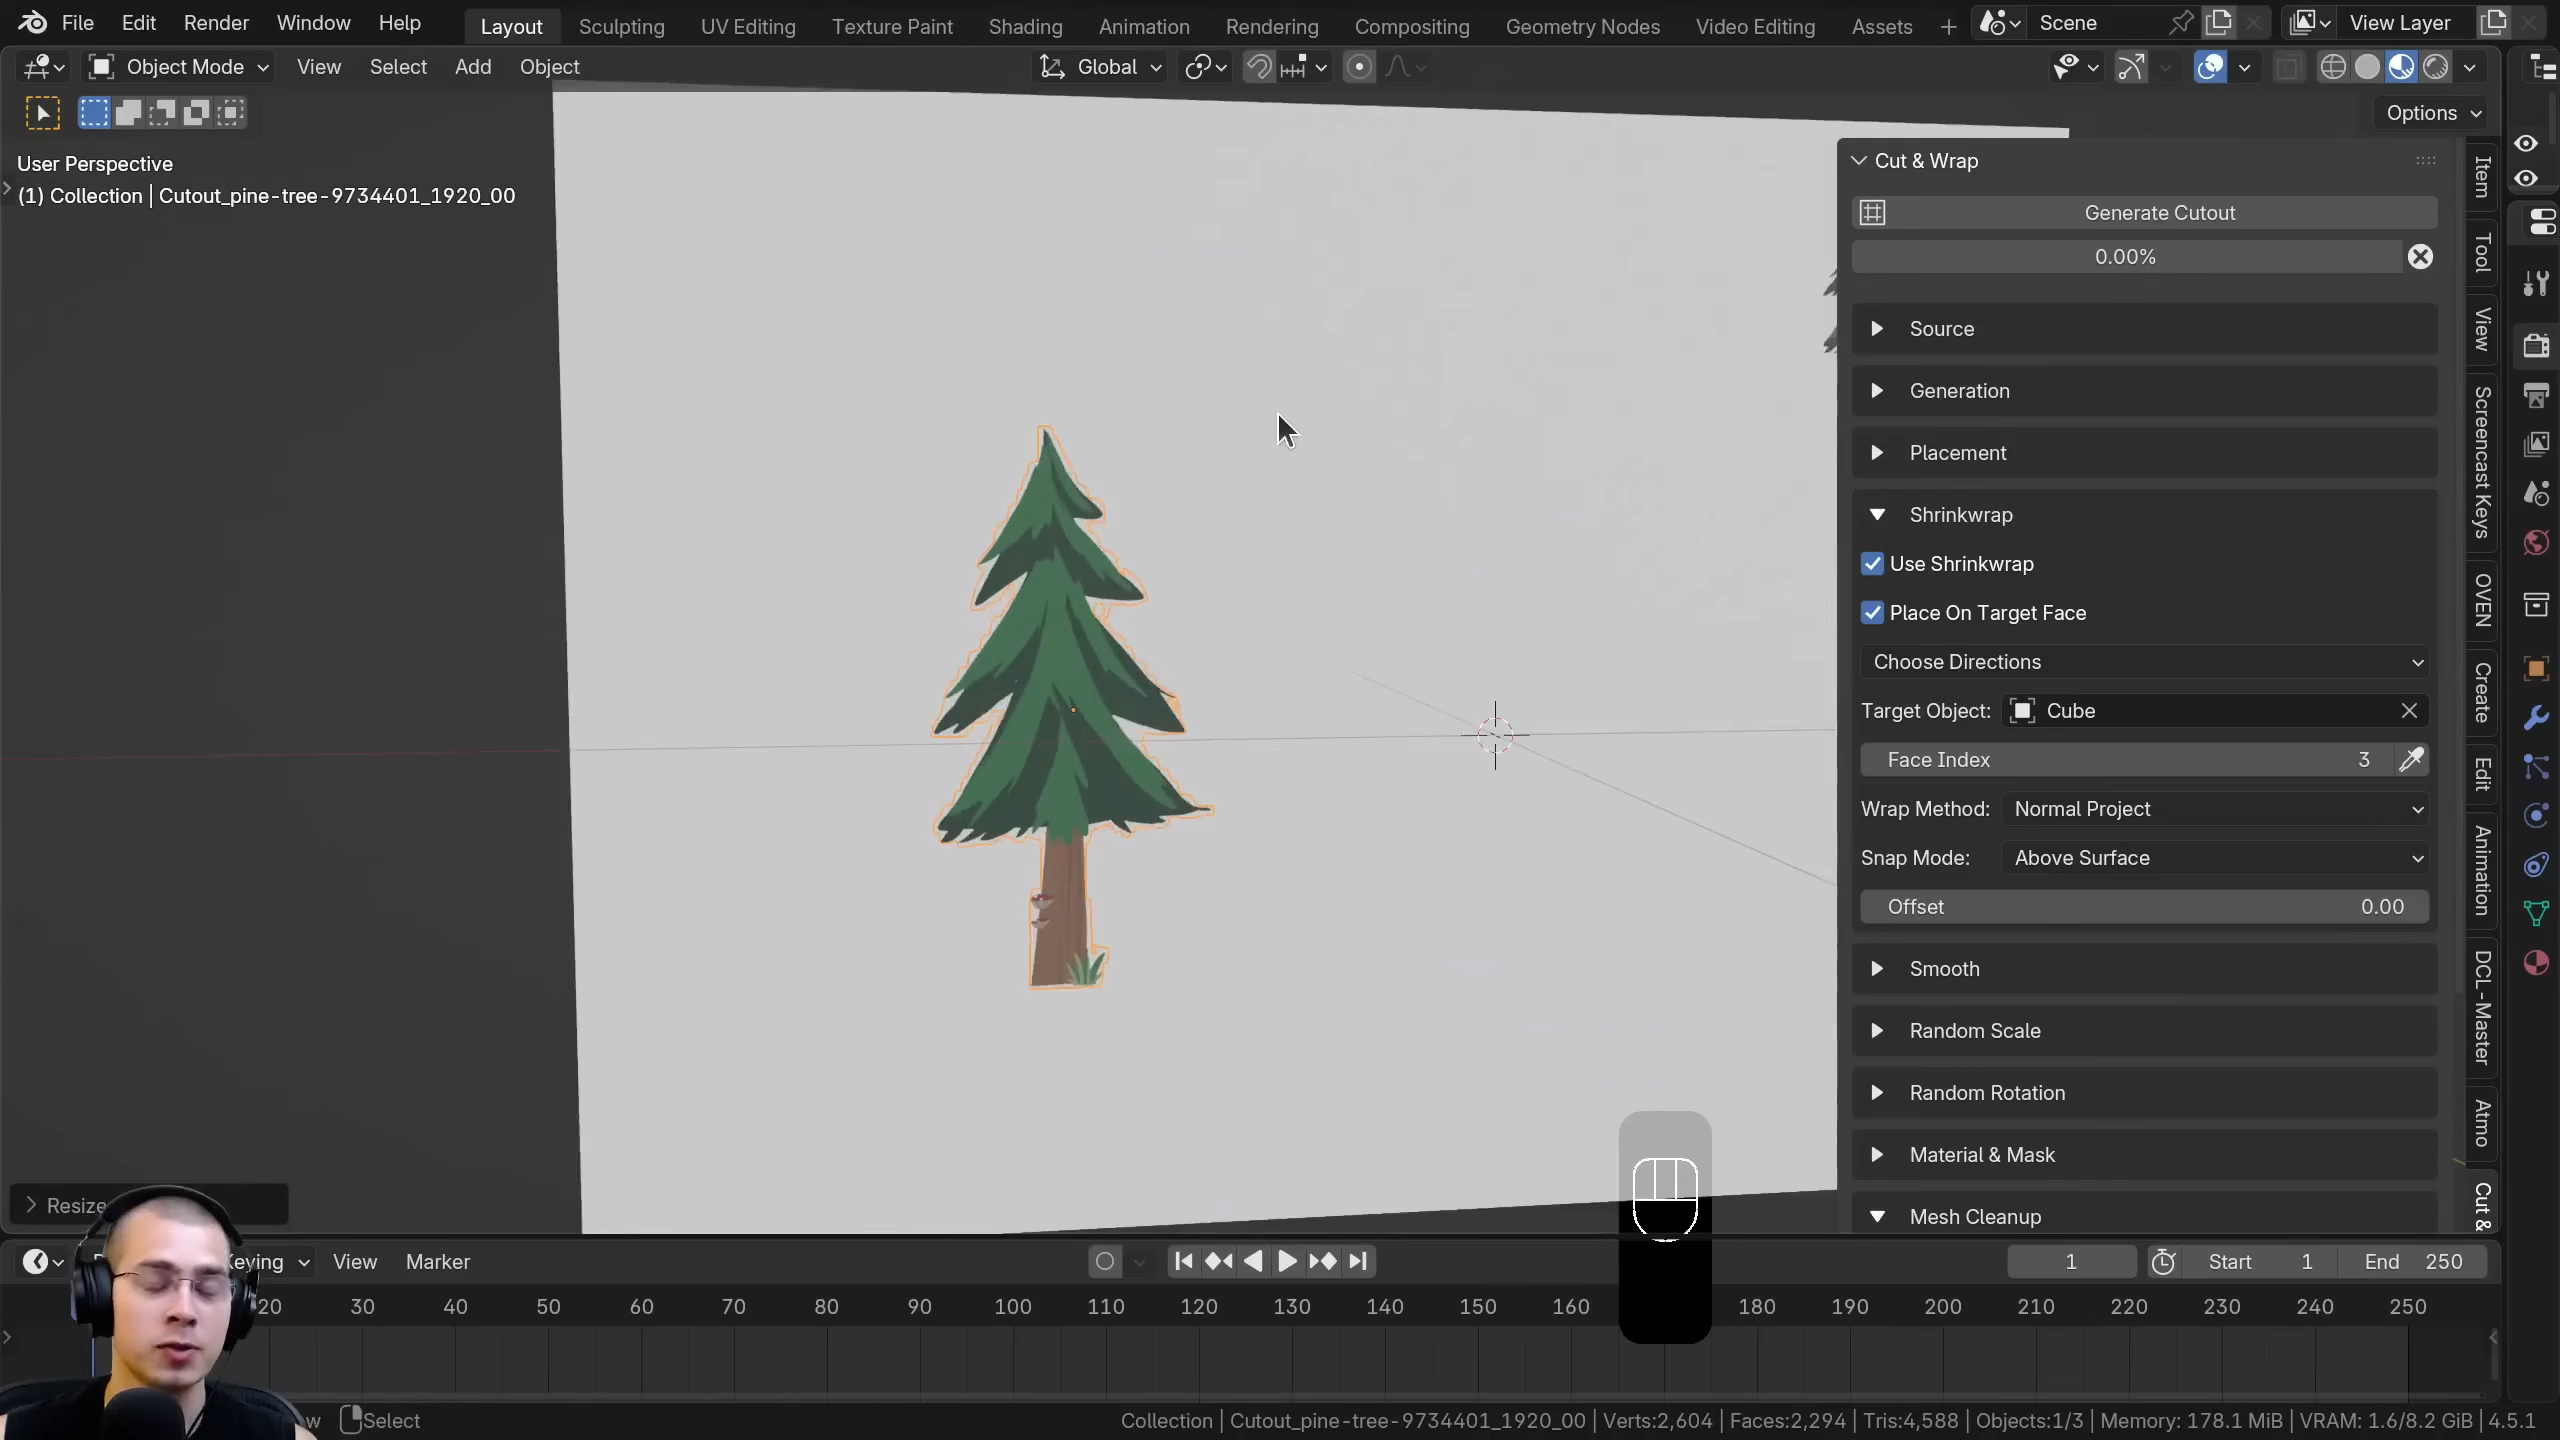 File Edit Render Window Help Layout Sculpting UV Editing Texture Paint Shading Animation Rendering Compositing Geometry Nodes Video Editing Assets + Scene View Layer
Object Mode View Select Add Object Global
Options
User Perspective
(1) Collection | Cutout_pine-tree-9734401_1920_00
Cut & Wrap
Generate Cutout
0.00%
Source
Generation
Placement
Shrinkwrap
Use Shrinkwrap
Place On Target Face
Choose Directions
Target Object: Cube
Face Index 3
Wrap Method: Normal Project
Snap Mode: Above Surface
Offset 0.00
Smooth
Random Scale
Random Rotation
Material & Mask
Mesh Cleanup
Item
Tool
View
Screencast Keys
OVEN
Create
Edit
Animation
DCL-Master
Atmo
Cut &
Resize
Keying View Marker 1 Start 1 End 250
20 30 40 50 60 70 80 90 100 110 120 130 140 150 160 180 190 200 210 220 230 240 250
Select Collection | Cutout_pine-tree-9734401_1920_00 | Verts:2,604 | Faces:2,294 | Tris:4,588 | Objects:1/3 | Memory: 178.1 MiB | VRAM: 1.6/8.2 GiB | 4.5.1